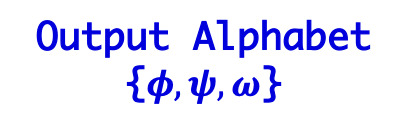 Output Alphabet
{ϕ, ψ, ω}